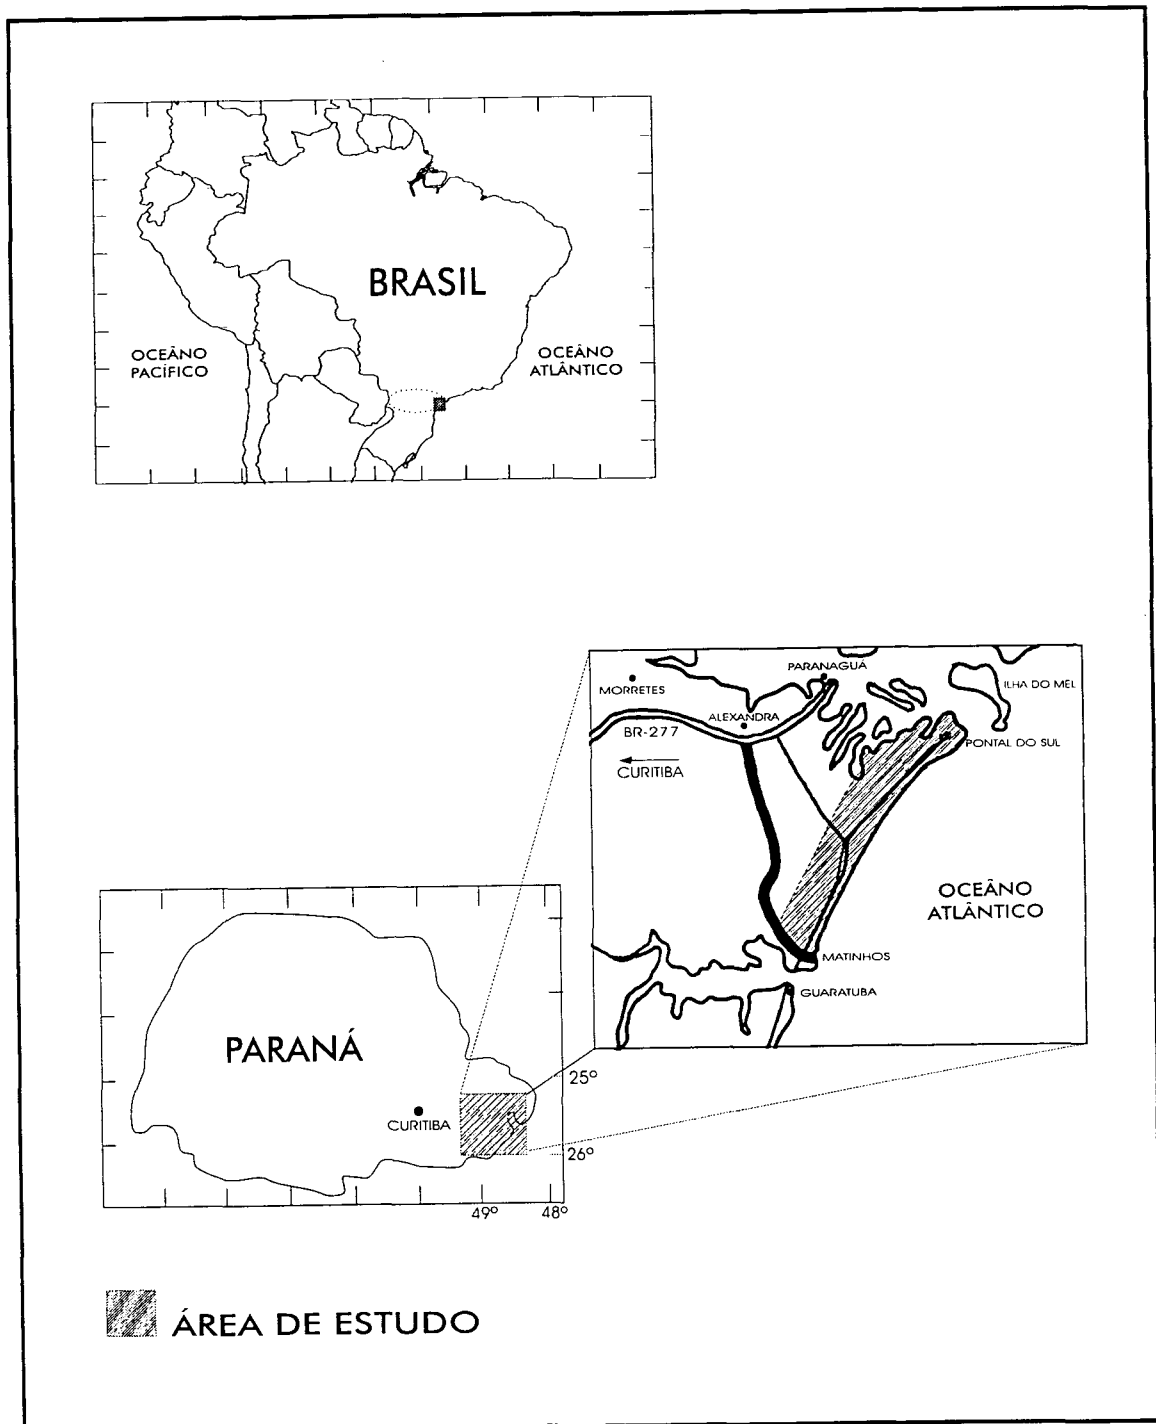 BRASIL
OCEÂNO
PACÍFICO
OCEÂNO
ATLÂNTICO
PARANAGUÁ
MORRETES
ILHA DO MEL
ALEXANDRA
BR-277
PONTAL DO SUL
CURITIBA
OCEÂNO
ATLÂNTICO
MATINHOS
GUARATUBA
PARANÁ
25º
CURITIBA
26º
49º
48º
ÁREA DE ESTUDO